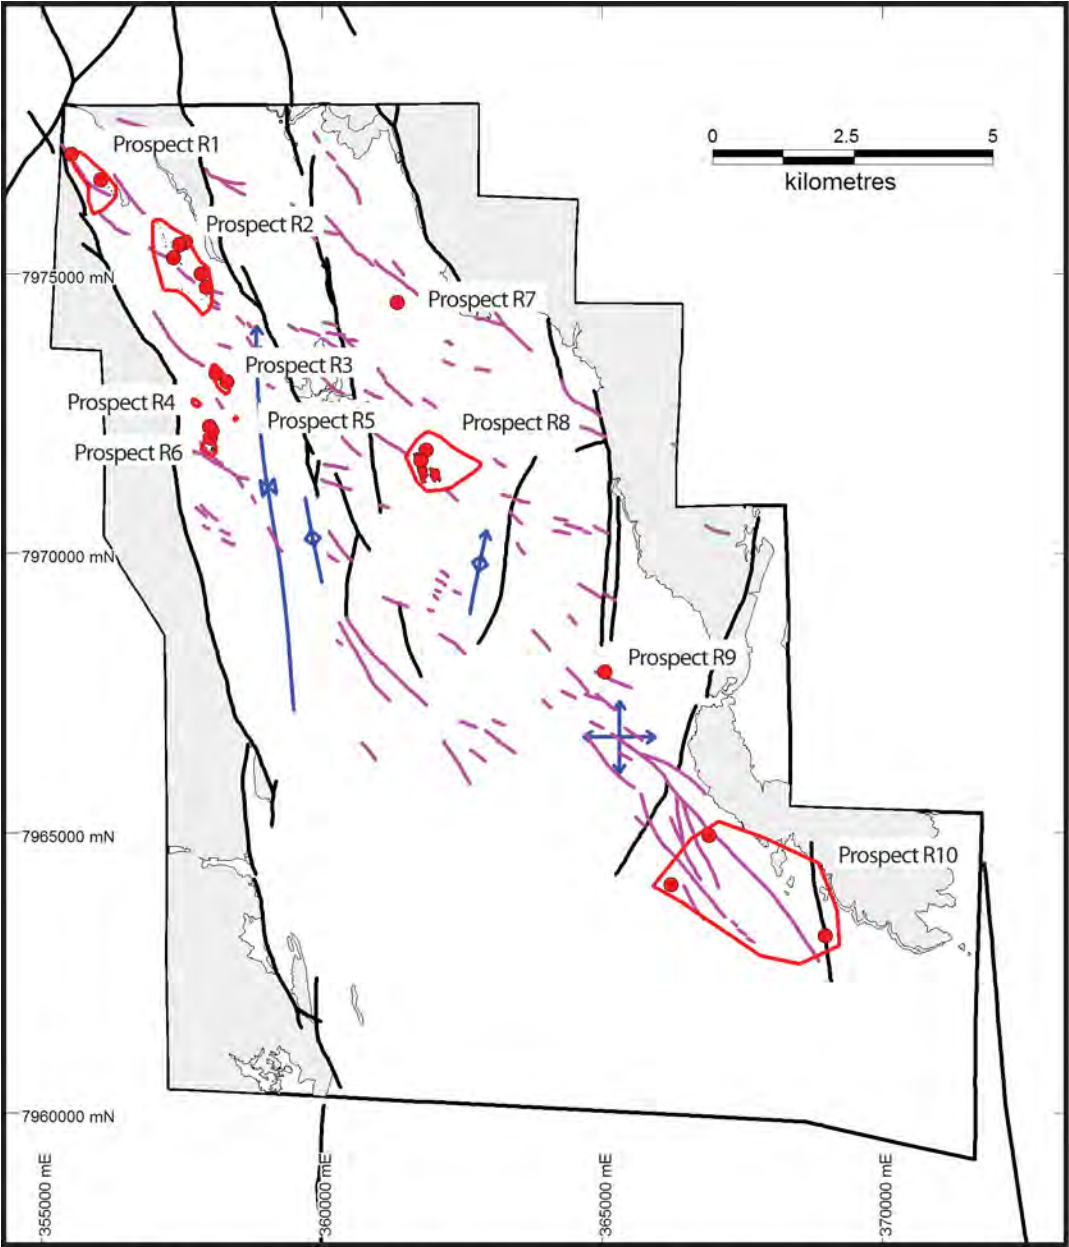 0 2.5 5
kilometres
Prospect R1
Prospect R2
7975000 mN
Prospect R7
Prospect R3
Prospect R4
Prospect R5
Prospect R8
Prospect R6
7970000 mN
Prospect R9
7965000 mN
Prospect R10
7960000 mN
355000 mE
360000 mE
365000 mE
370000 mE